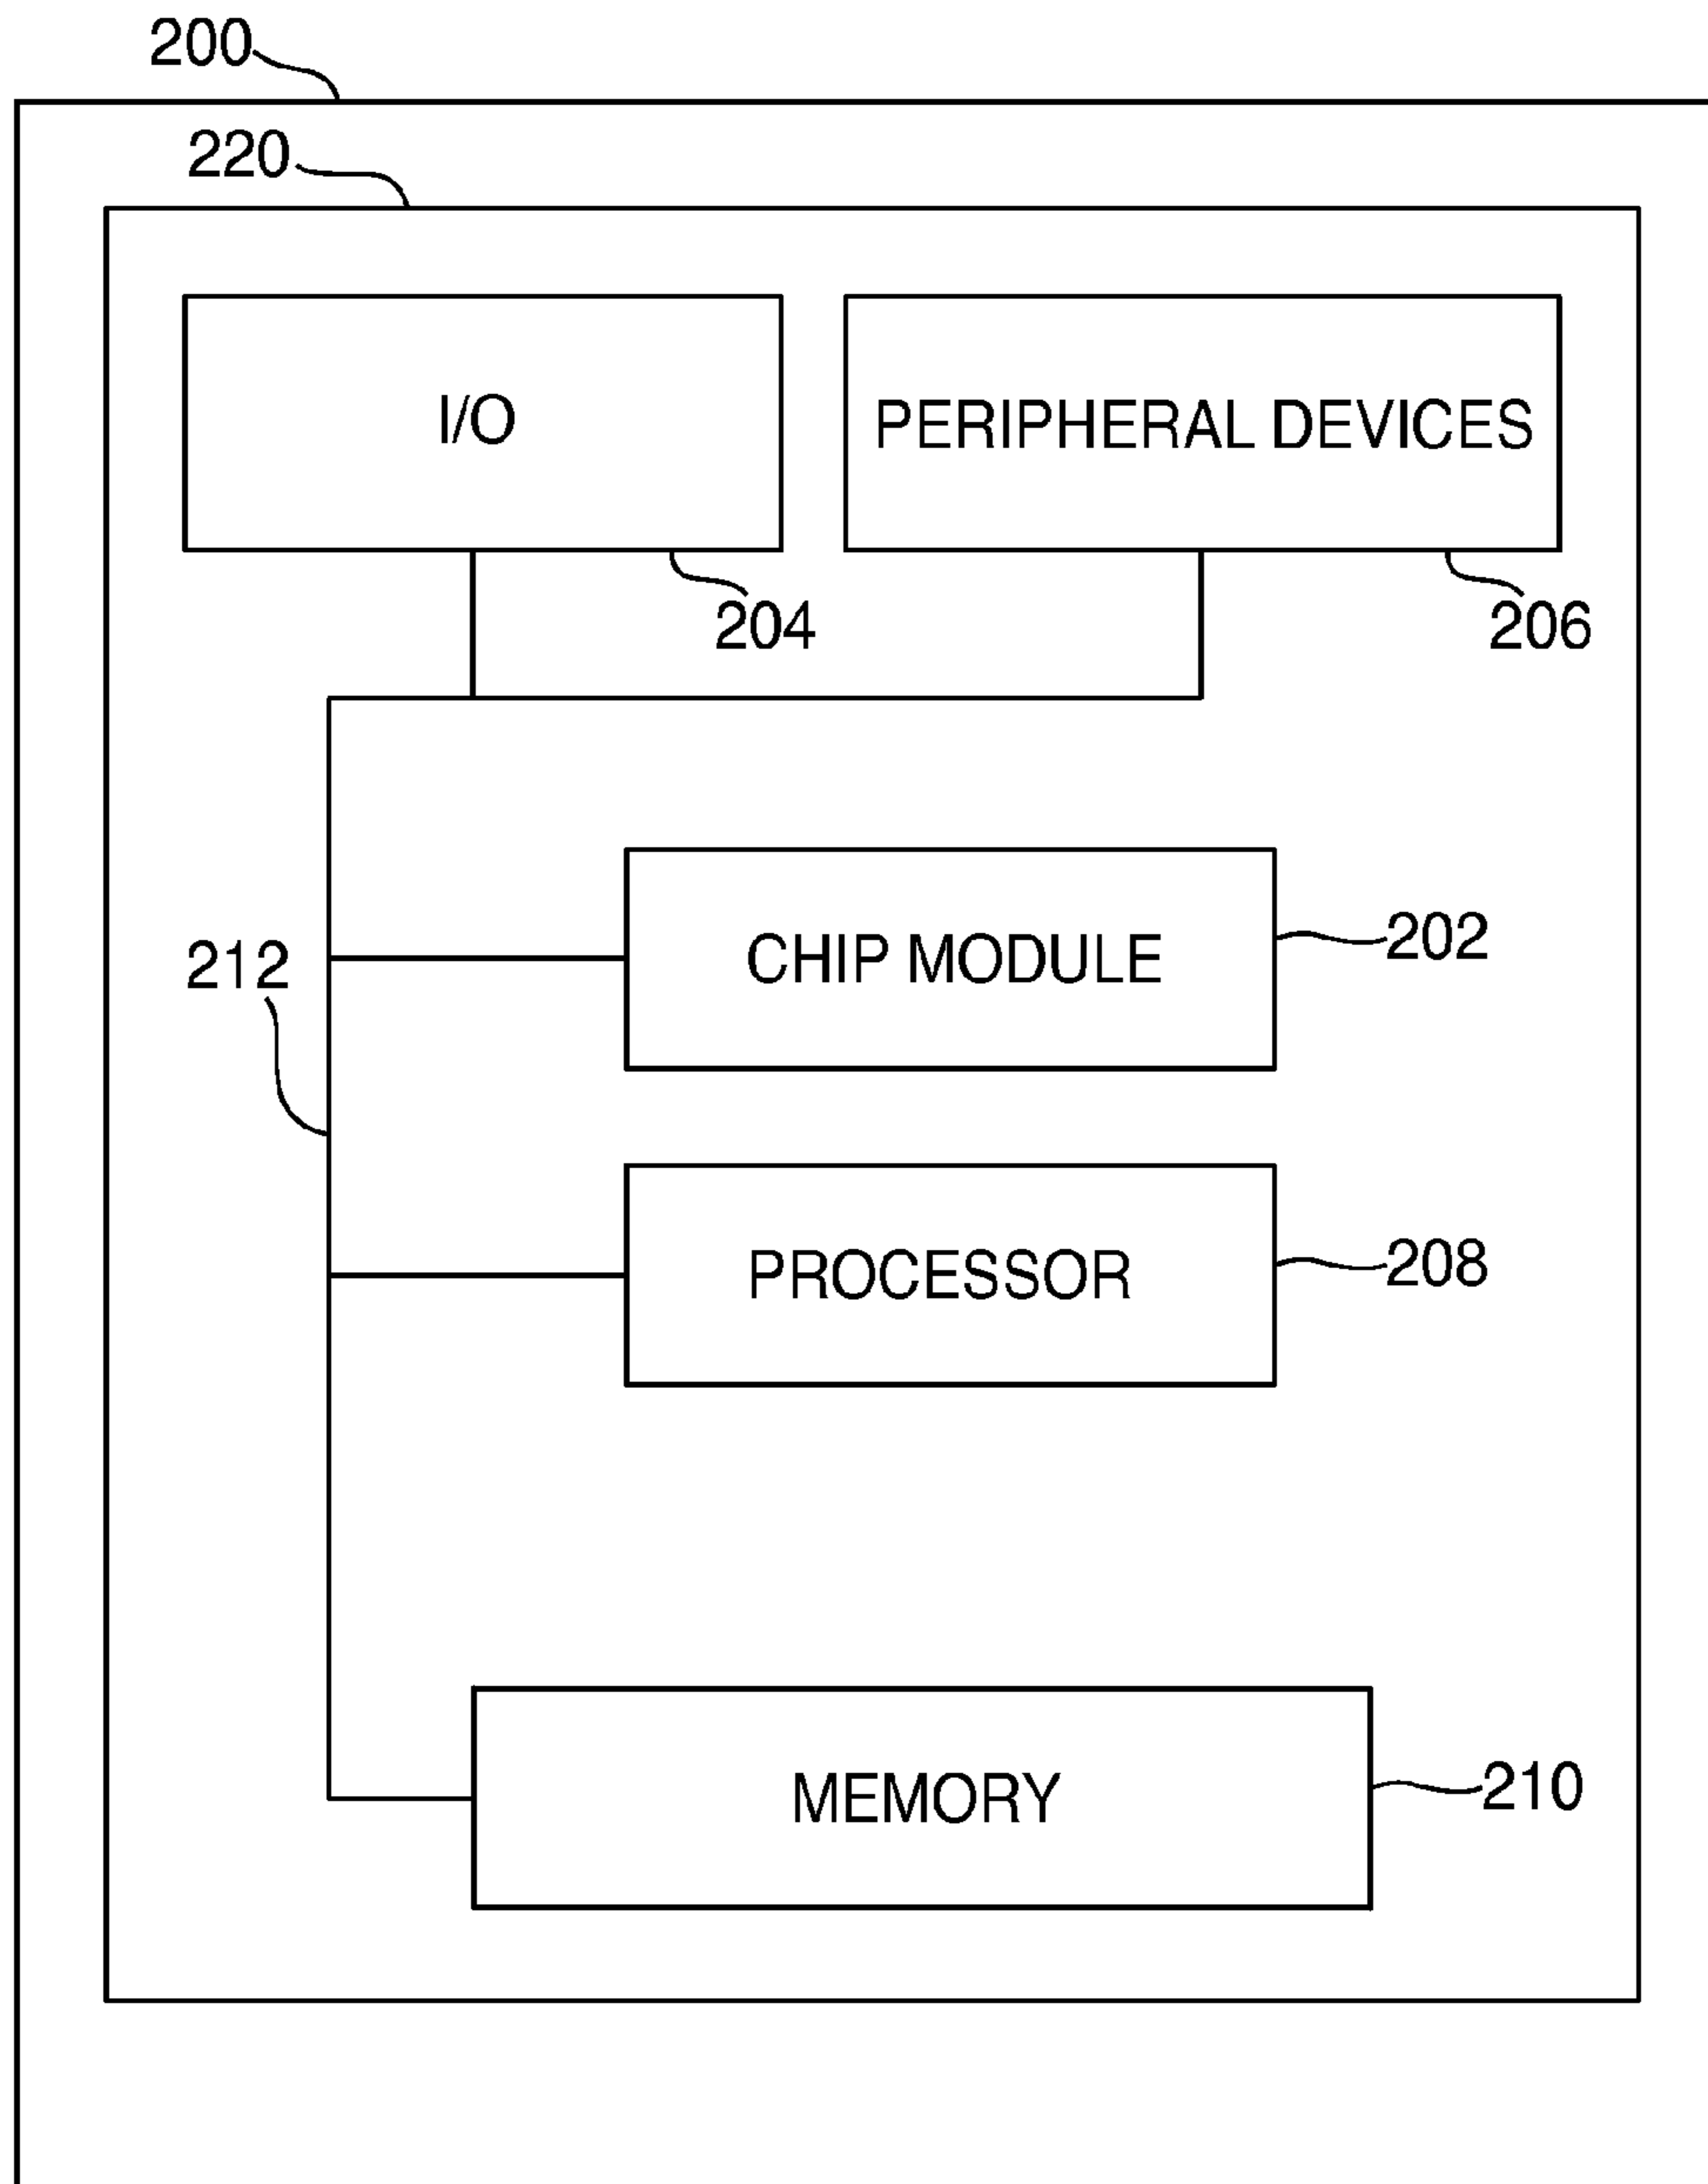 200
220
I/O
PERIPHERAL DEVICES
204
206
212
CHIP MODULE
202
PROCESSOR
208
MEMORY
210